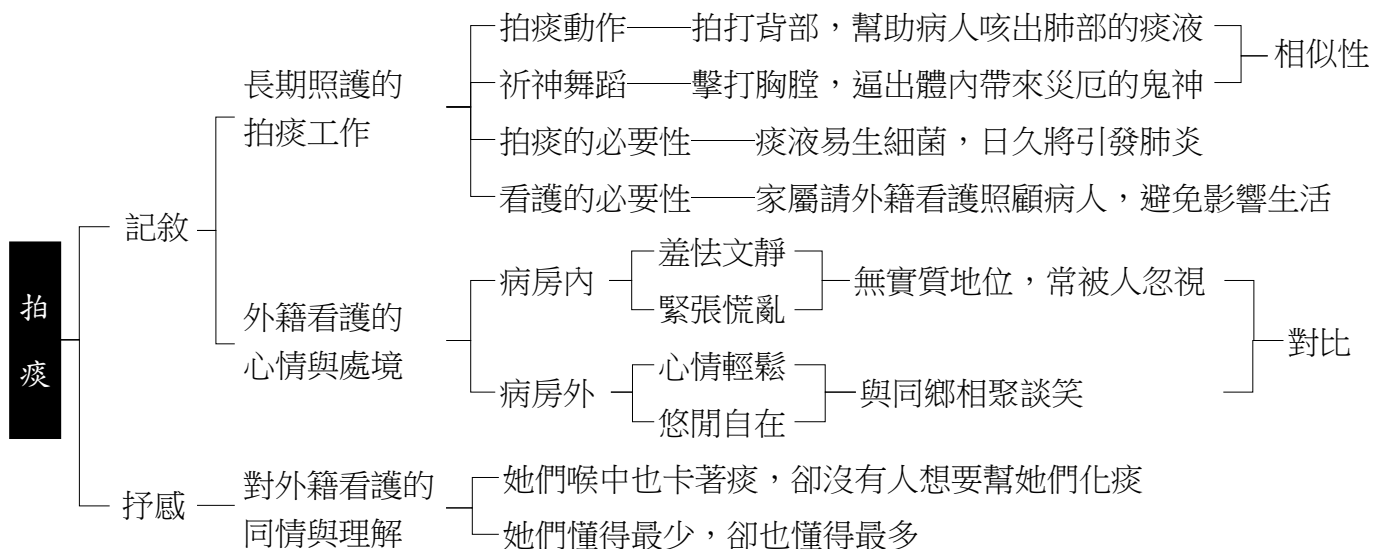 拍痰
記敘
長期照護的
拍痰工作
拍痰動作——拍打背部，幫助病人咳出肺部的痰液
祈神舞蹈——擊打胸膛，逼出體內帶來災厄的鬼神
相似性
拍痰的必要性——痰液易生細菌，日久將引發肺炎
看護的必要性——家屬請外籍看護照顧病人，避免影響生活
外籍看護的
心情與處境
病房內
羞怯文靜
緊張慌亂
無實質地位，常被人忽視
病房外
心情輕鬆
悠閒自在
與同鄉相聚談笑
對比
抒感
對外籍看護的
同情與理解
她們喉中也卡著痰，卻沒有人想要幫她們化痰
她們懂得最少，卻也懂得最多